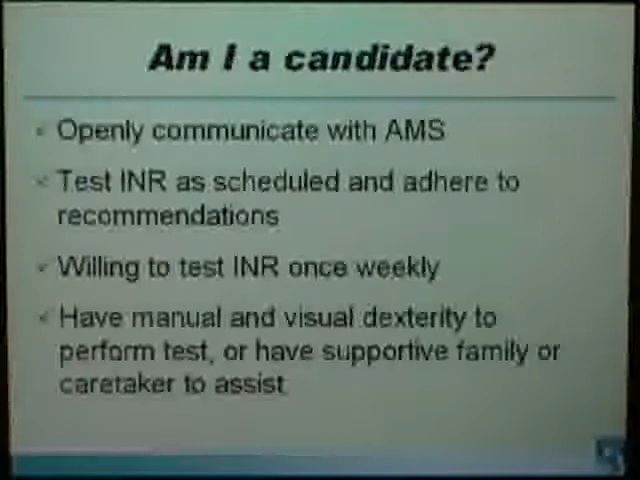 Am I a candidate?
Openly communicate with AMS
Test INR as scheduled and adhere to
recommendations
Willing to test INR once weekly
Have manual and visual dexterity to
perform test, or have supportive family or
caretaker to assist